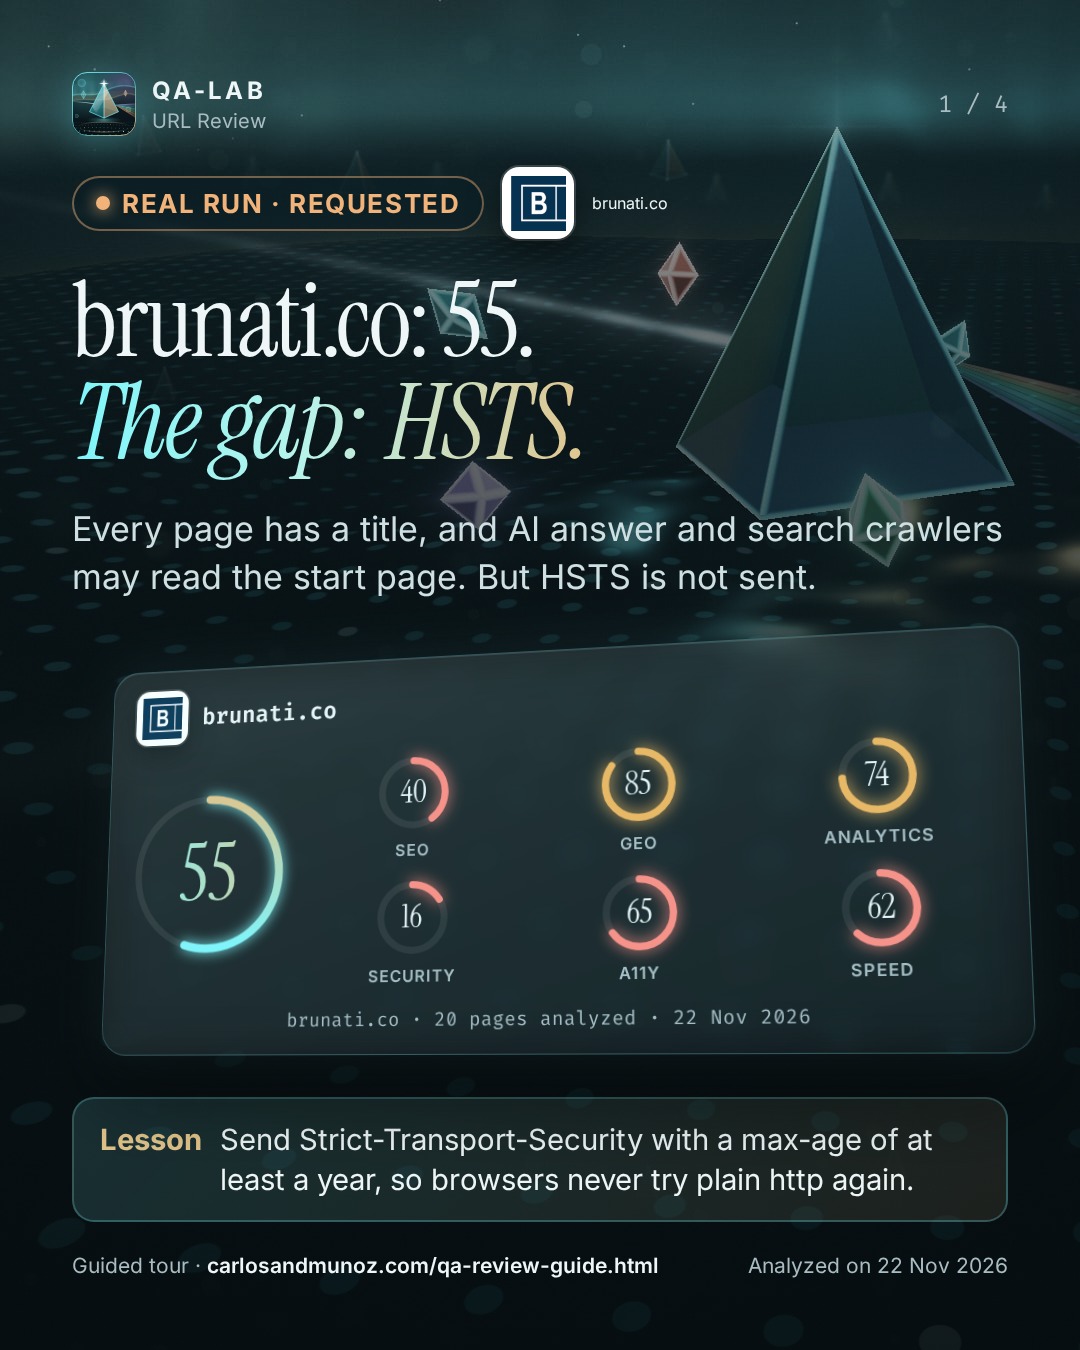 QA-LAB
URL Review
1 / 4
REAL RUN · REQUESTED
B
brunati.co
brunati.co: 55.
The gap: HSTS.
Every page has a title, and AI answer and search crawlers
may read the start page. But HSTS is not sent.
B
brunati.co
55
40
SEO
85
GEO
74
ANALYTICS
16
SECURITY
65
A11Y
62
SPEED
brunati.co · 20 pages analyzed · 22 Nov 2026
Lesson Send Strict-Transport-Security with a max-age of at
least a year, so browsers never try plain http again.
Guided tour · carlosandmunoz.com/qa-review-guide.html
Analyzed on 22 Nov 2026